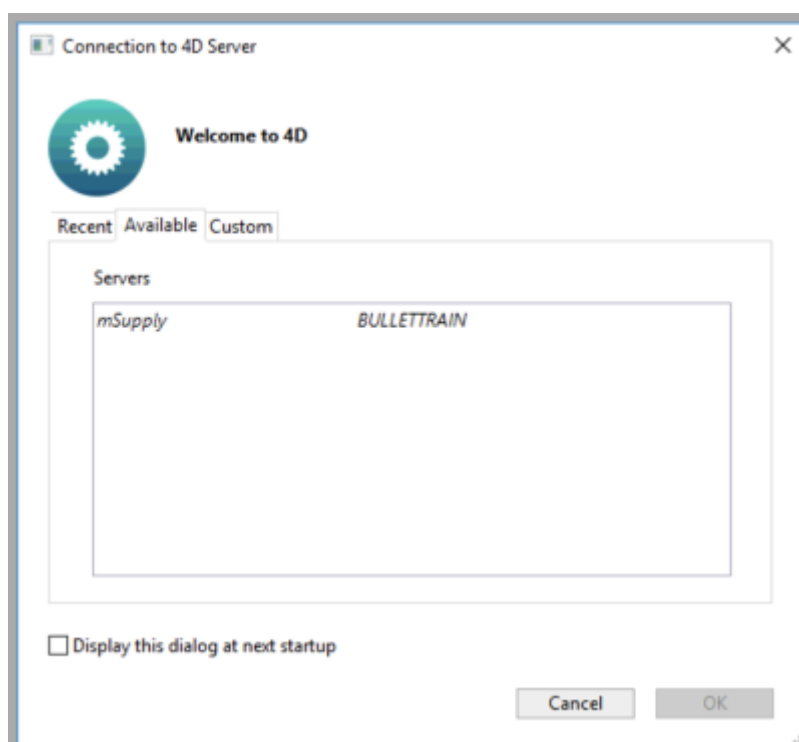 Connection to 4D Server
Welcome to 4D
Recent Available Custom
Servers
mSupply BULLETTRAIN
Display this dialog at next startup
Cancel OK